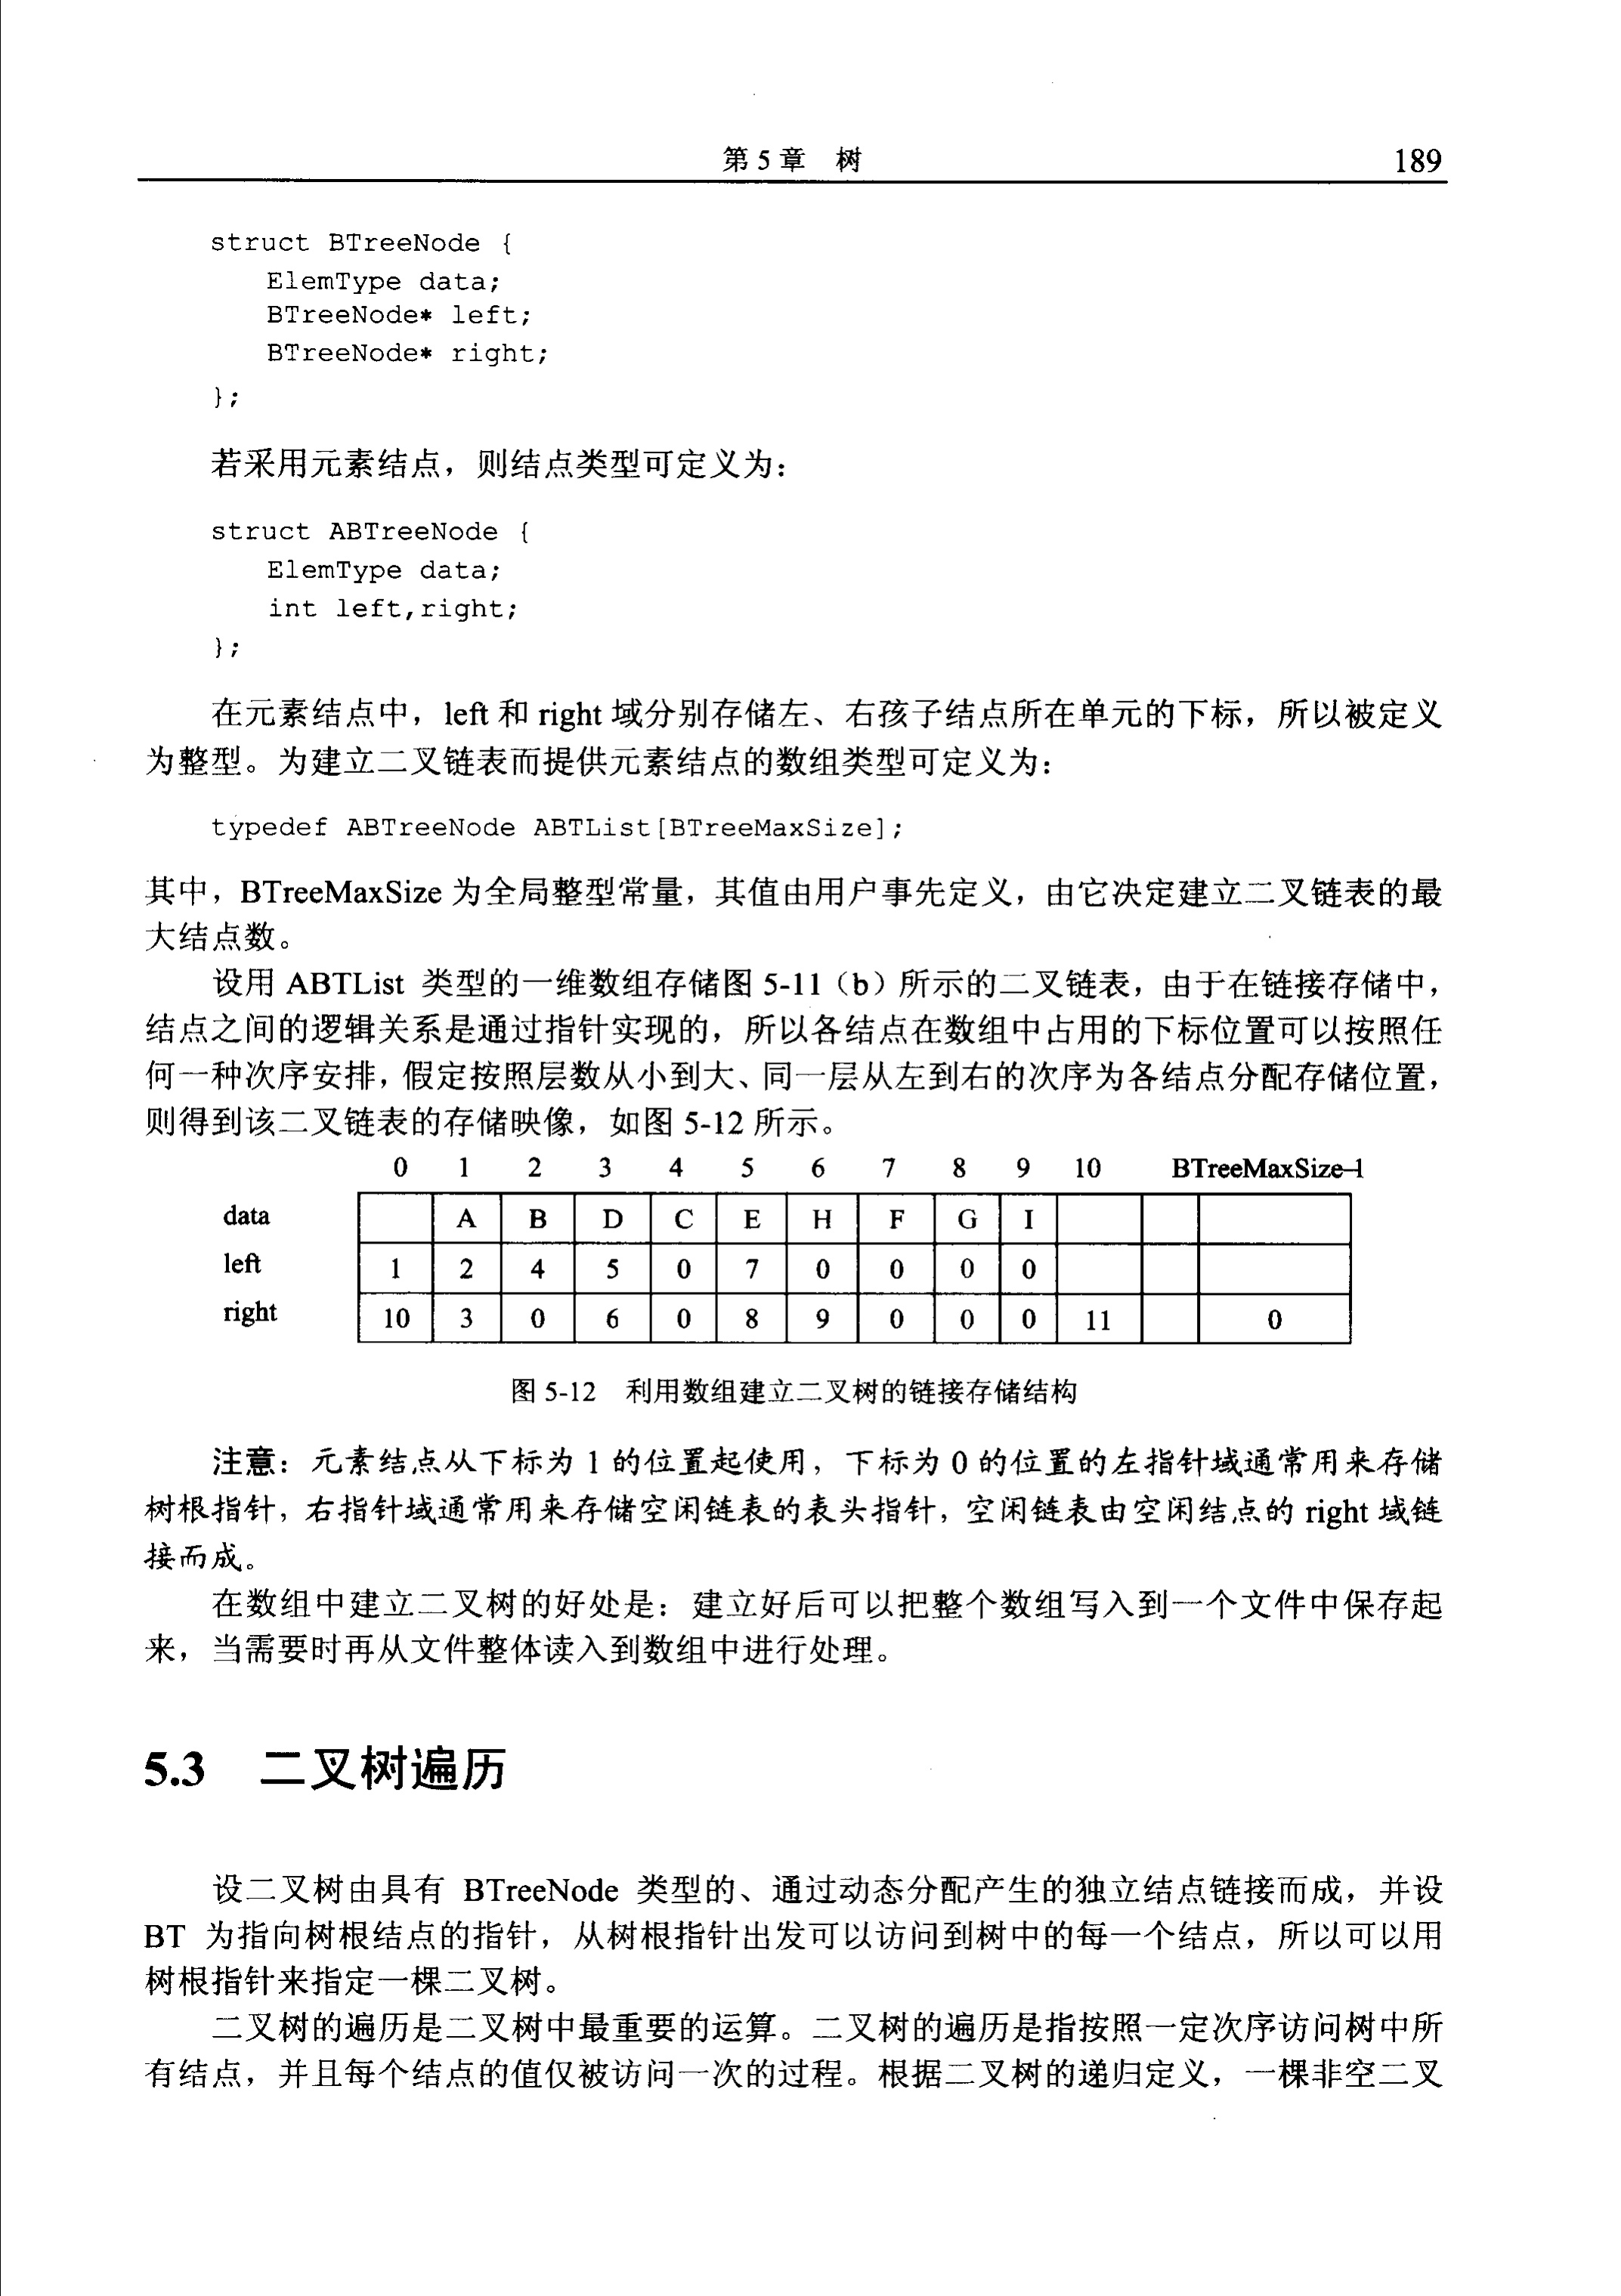 第 5 章 树 189
struct BTreeNode {
ElemType data;
BTreeNode* left;
BTreeNode* right;
};
若采用元素结点，则结点类型可定义为：
struct ABTreeNode {
ElemType data;
int left,right;
};
在元素结点中，left 和 right 域分别存储左、右孩子结点所在单元的下标，所以被定义
为整型。为建立二叉链表而提供元素结点的数组类型可定义为：
typedef ABTreeNode ABTList[BTreeMaxSize];
其中，BTreeMaxSize 为全局整型常量，其值由用户事先定义，由它决定建立二叉链表的最
大结点数。
设用 ABTList 类型的一维数组存储图 5-11（b）所示的二叉链表，由于在链接存储中，
结点之间的逻辑关系是通过指针实现的，所以各结点在数组中占用的下标位置可以按照任
何一种次序安排，假定按照层数从小到大、同一层从左到右的次序为各结点分配存储位置，
则得到该二叉链表的存储映像，如图 5-12 所示。
0 1 2 3 4 5 6 7 8 9 10 BTreeMaxSize-1
data A B D C E H F G I
left 1 2 4 5 0 7 0 0 0 0
right 10 3 0 6 0 8 9 0 0 0 11 0
图 5-12 利用数组建立二叉树的链接存储结构
注意：元素结点从下标为 1 的位置起使用，下标为 0 的位置的左指针域通常用来存储
树根指针，右指针域通常用来存储空闲链表的表头指针，空闲链表由空闲结点的 right 域链
接而成。
在数组中建立二叉树的好处是：建立好后可以把整个数组写入到一个文件中保存起
来，当需要时再从文件整体读入到数组中进行处理。
5.3 二叉树遍历
设二叉树由具有 BTreeNode 类型的、通过动态分配产生的独立结点链接而成，并设
BT 为指向树根结点的指针，从树根指针出发可以访问到树中的每一个结点，所以可以用
树根指针来指定一棵二叉树。
二叉树的遍历是二叉树中最重要的运算。二叉树的遍历是指按照一定次序访问树中所
有结点，并且每个结点的值仅被访问一次的过程。根据二叉树的递归定义，一棵非空二叉